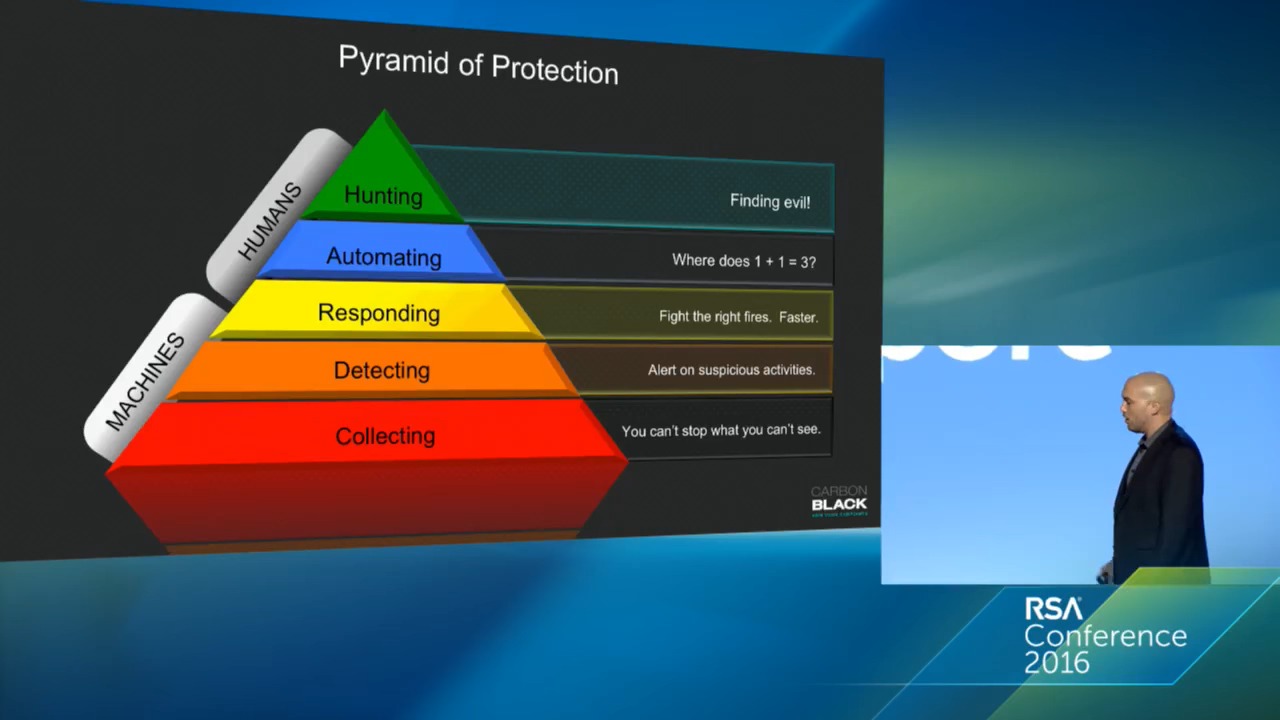 Pyramid of Protection
HUMANS
MACHINES
Hunting
Finding evil!
Automating
Where does 1 + 1 = 3?
Responding
Fight the right fires.  Faster.
Detecting
Alert on suspicious activities.
Collecting
You can't stop what you can't see.
CARBON
BLACK
RSA
Conference
2016